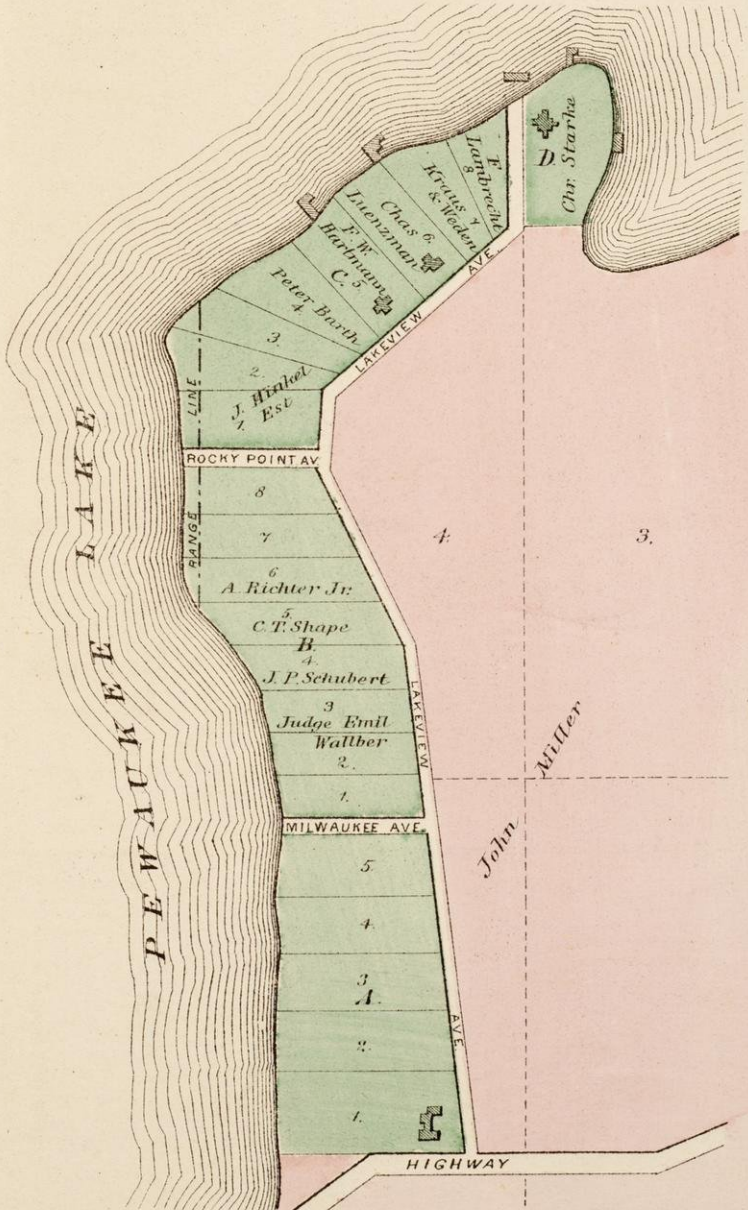 D.
Chr. Starke
F.
Lambrecht
8
Kraus 7
& Weden
Chas 6.
Luenzman
F. W.
Hartmann
C. 5
Peter Barth
4.
3.
2.
J. Hinkel
Est
1.
LAKEVIEW AVE.
LINE
ROCKY POINT AV
RANGE
8
7
6
A Richter Jr.
5.
C. T. Shape
B.
4.
J. P. Schubert
3
Judge Emil
Wallber
2.
1.
LAKEVIEW
MILWAUKEE AVE.
5.
4.
3
A.
2.
1.
AVE.
HIGHWAY
PEWAUKEE LAKE
4.
3.
John Miller